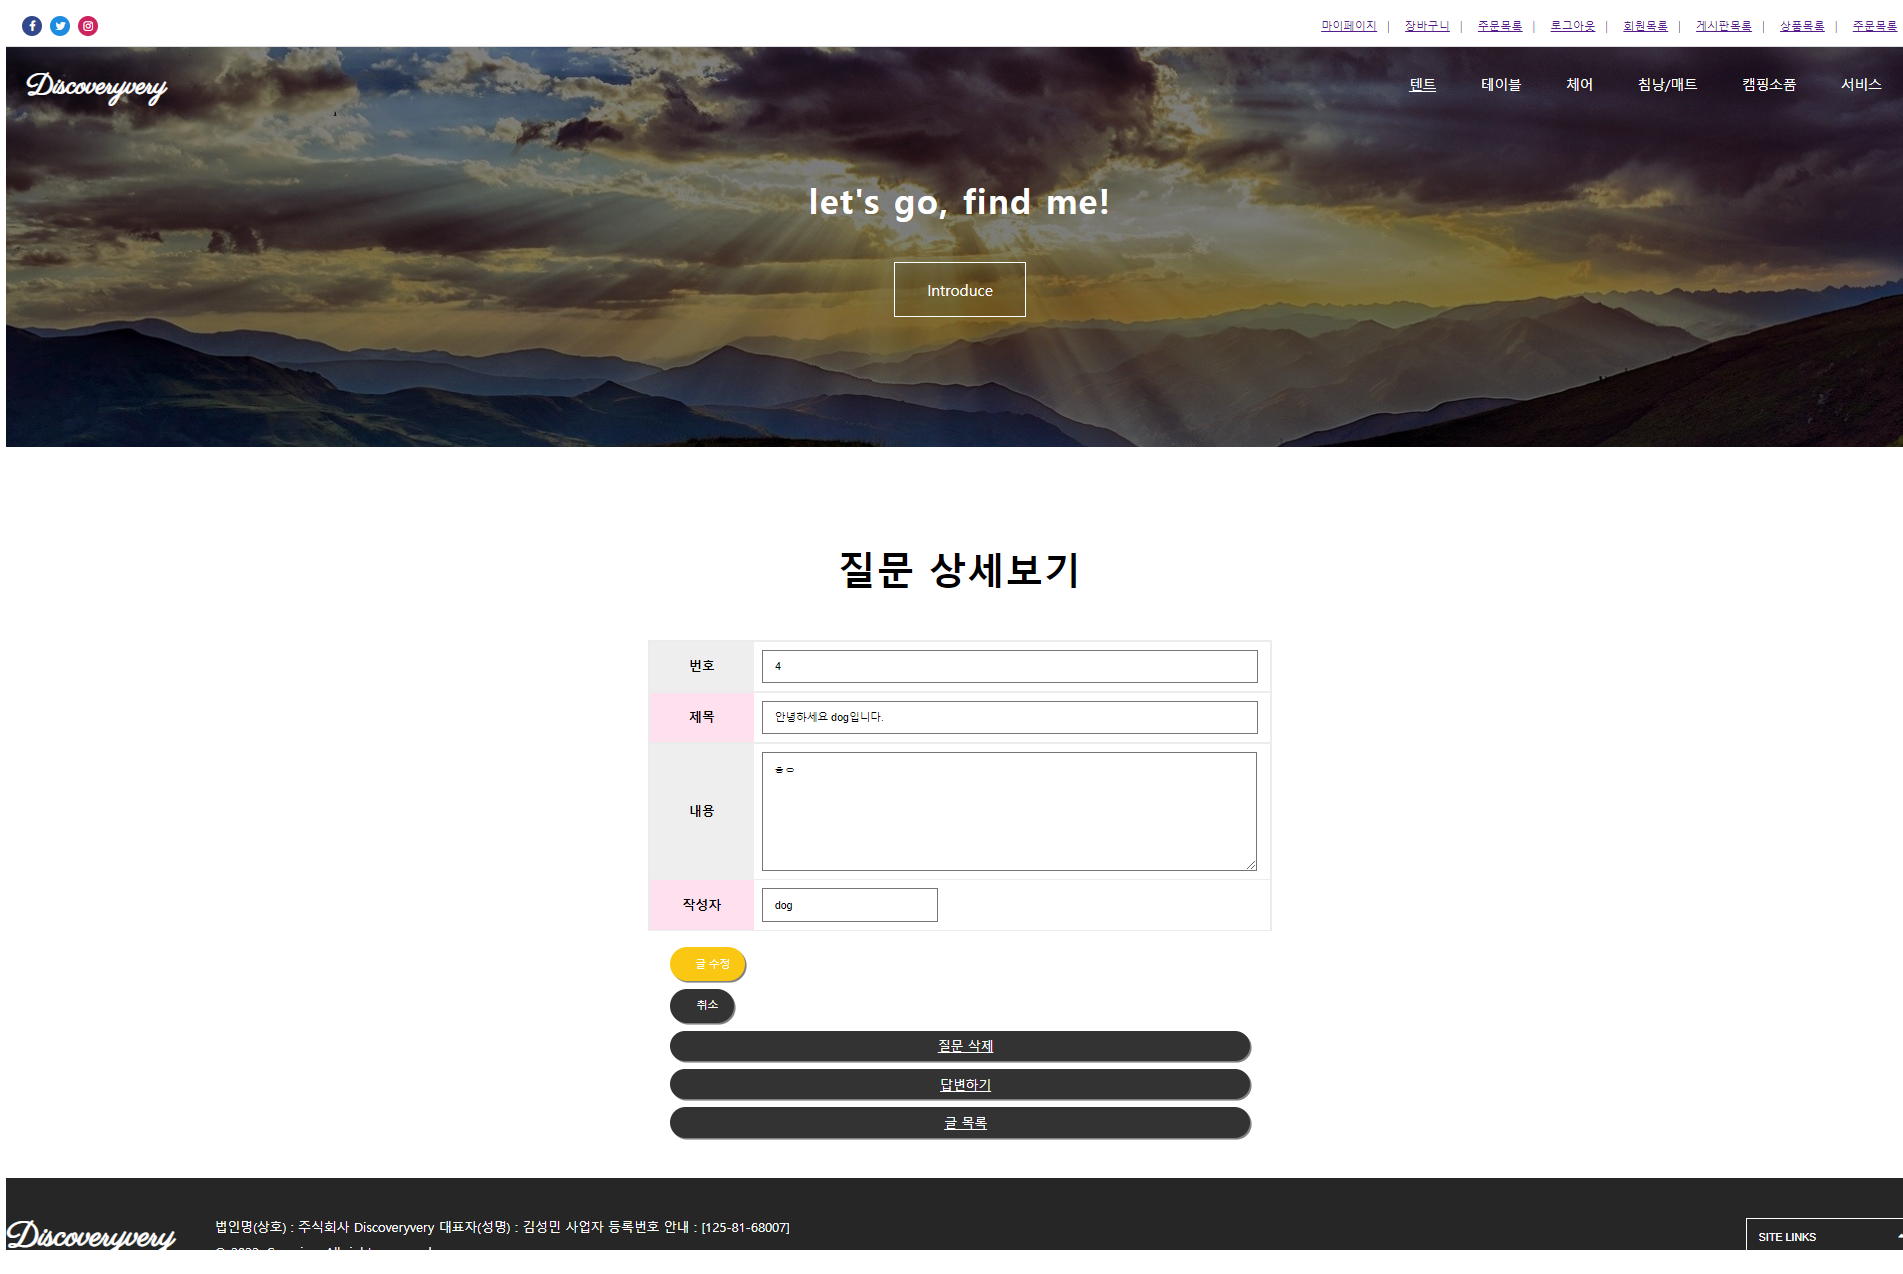 마이페이지 | 장바구니 | 주문목록 | 로그아웃 | 회원목록 | 게시판목록 | 상품목록 | 주문목록
Discoveryvery
텐트 테이블 체어 침낭/매트 캠핑소품 서비스
let's go, find me!
Introduce
질문 상세보기
번호 4
제목 안녕하세요 dog입니다.
내용 ㅎㅇ
작성자 dog
글 수정
취소
질문 삭제
답변하기
글 목록
Discoveryvery
법인명(상호) : 주식회사 Discoveryvery 대표자(성명) : 김성민 사업자 등록번호 안내 : [125-81-68007]
SITE LINKS